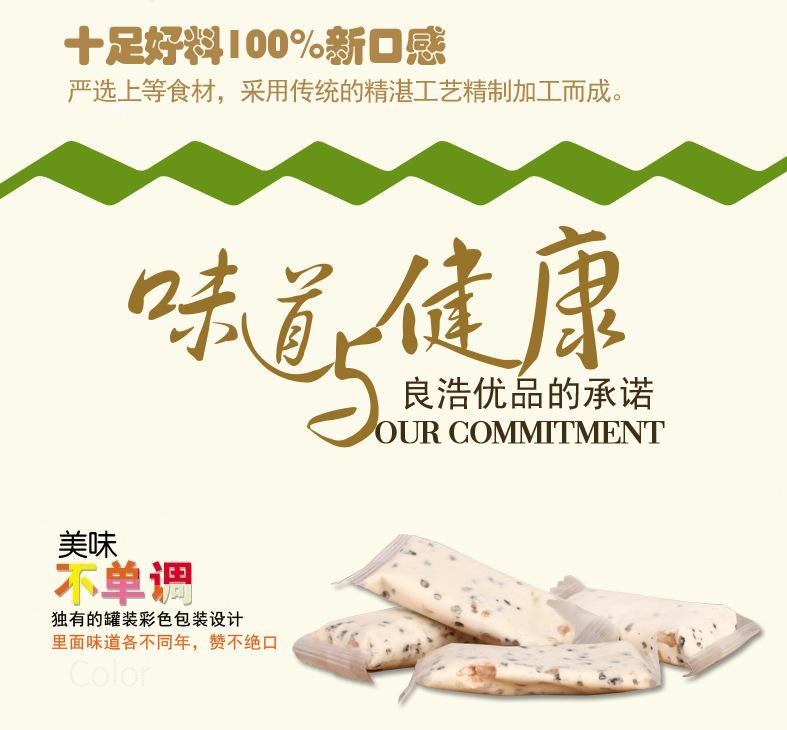 十足好料100%新口感
严选上等食材，采用传统的精湛工艺精制加工而成。
味道与健康
良浩优品的承诺
OUR COMMITMENT
美味
不单调
独有的罐装彩色包装设计
里面味道各不同年，赞不绝口
Color